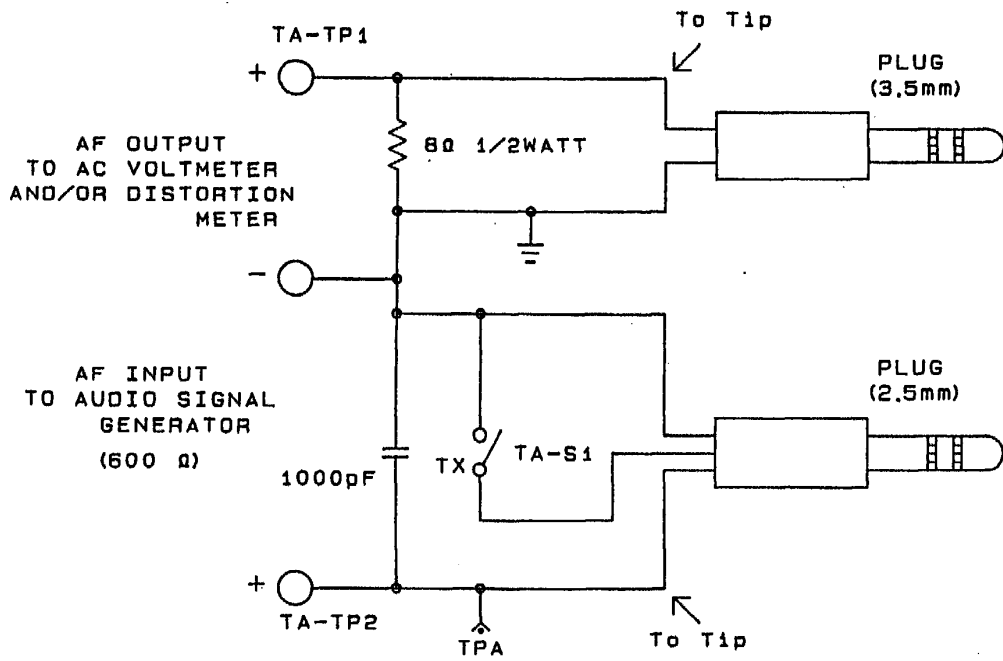 To Tip
TA-TP1
PLUG
(3.5mm)
+
8Ω 1/2WATT
AF OUTPUT
TO AC VOLTMETER
AND/OR DISTORTION
METER
-
AF INPUT
TO AUDIO SIGNAL
GENERATOR
(600 Ω)
PLUG
(2.5mm)
TX
TA-S1
1000pF
+
TA-TP2
TPA
To Tip